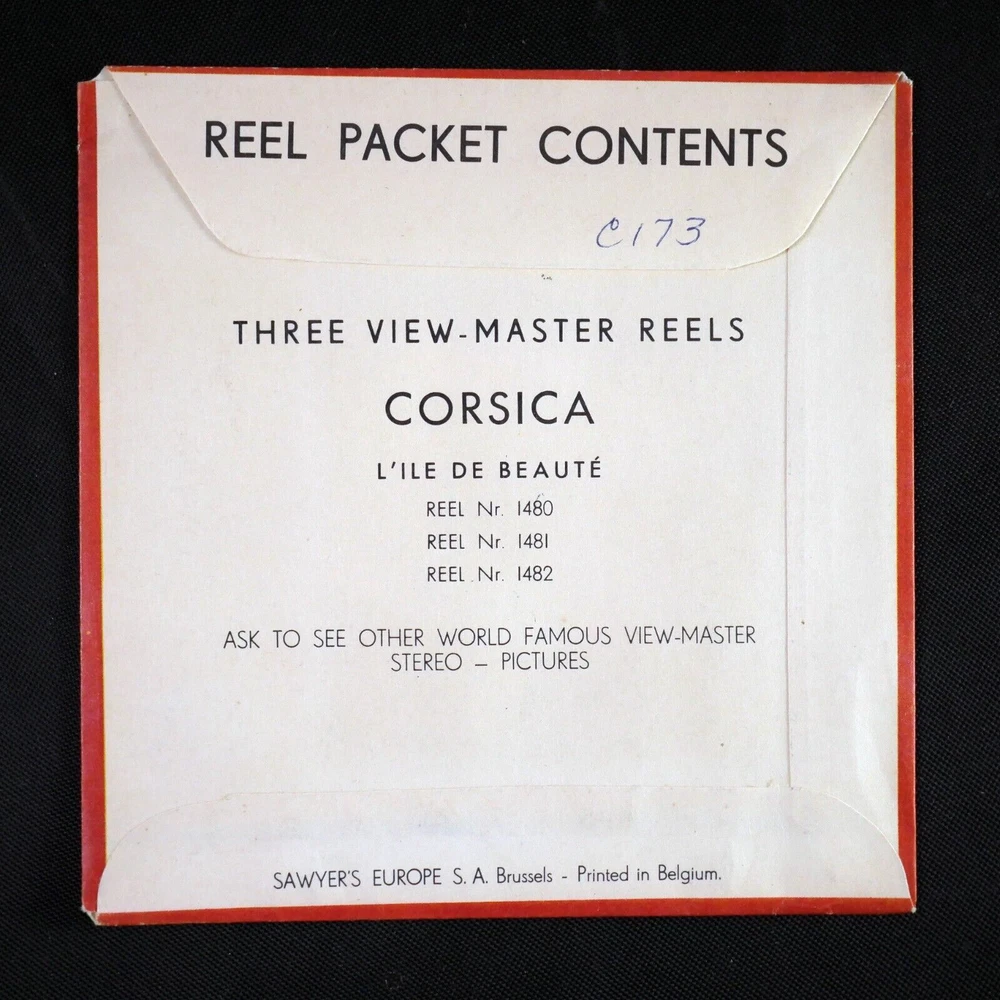 REEL PACKET CONTENTS
C173
THREE VIEW-MASTER REELS
CORSICA
L'ILE DE BEAUTÉ
REEL Nr. 1480
REEL Nr. 1481
REEL Nr. 1482
ASK TO SEE OTHER WORLD FAMOUS VIEW-MASTER
STEREO – PICTURES
SAWYER'S EUROPE S. A. Brussels - Printed in Belgium.